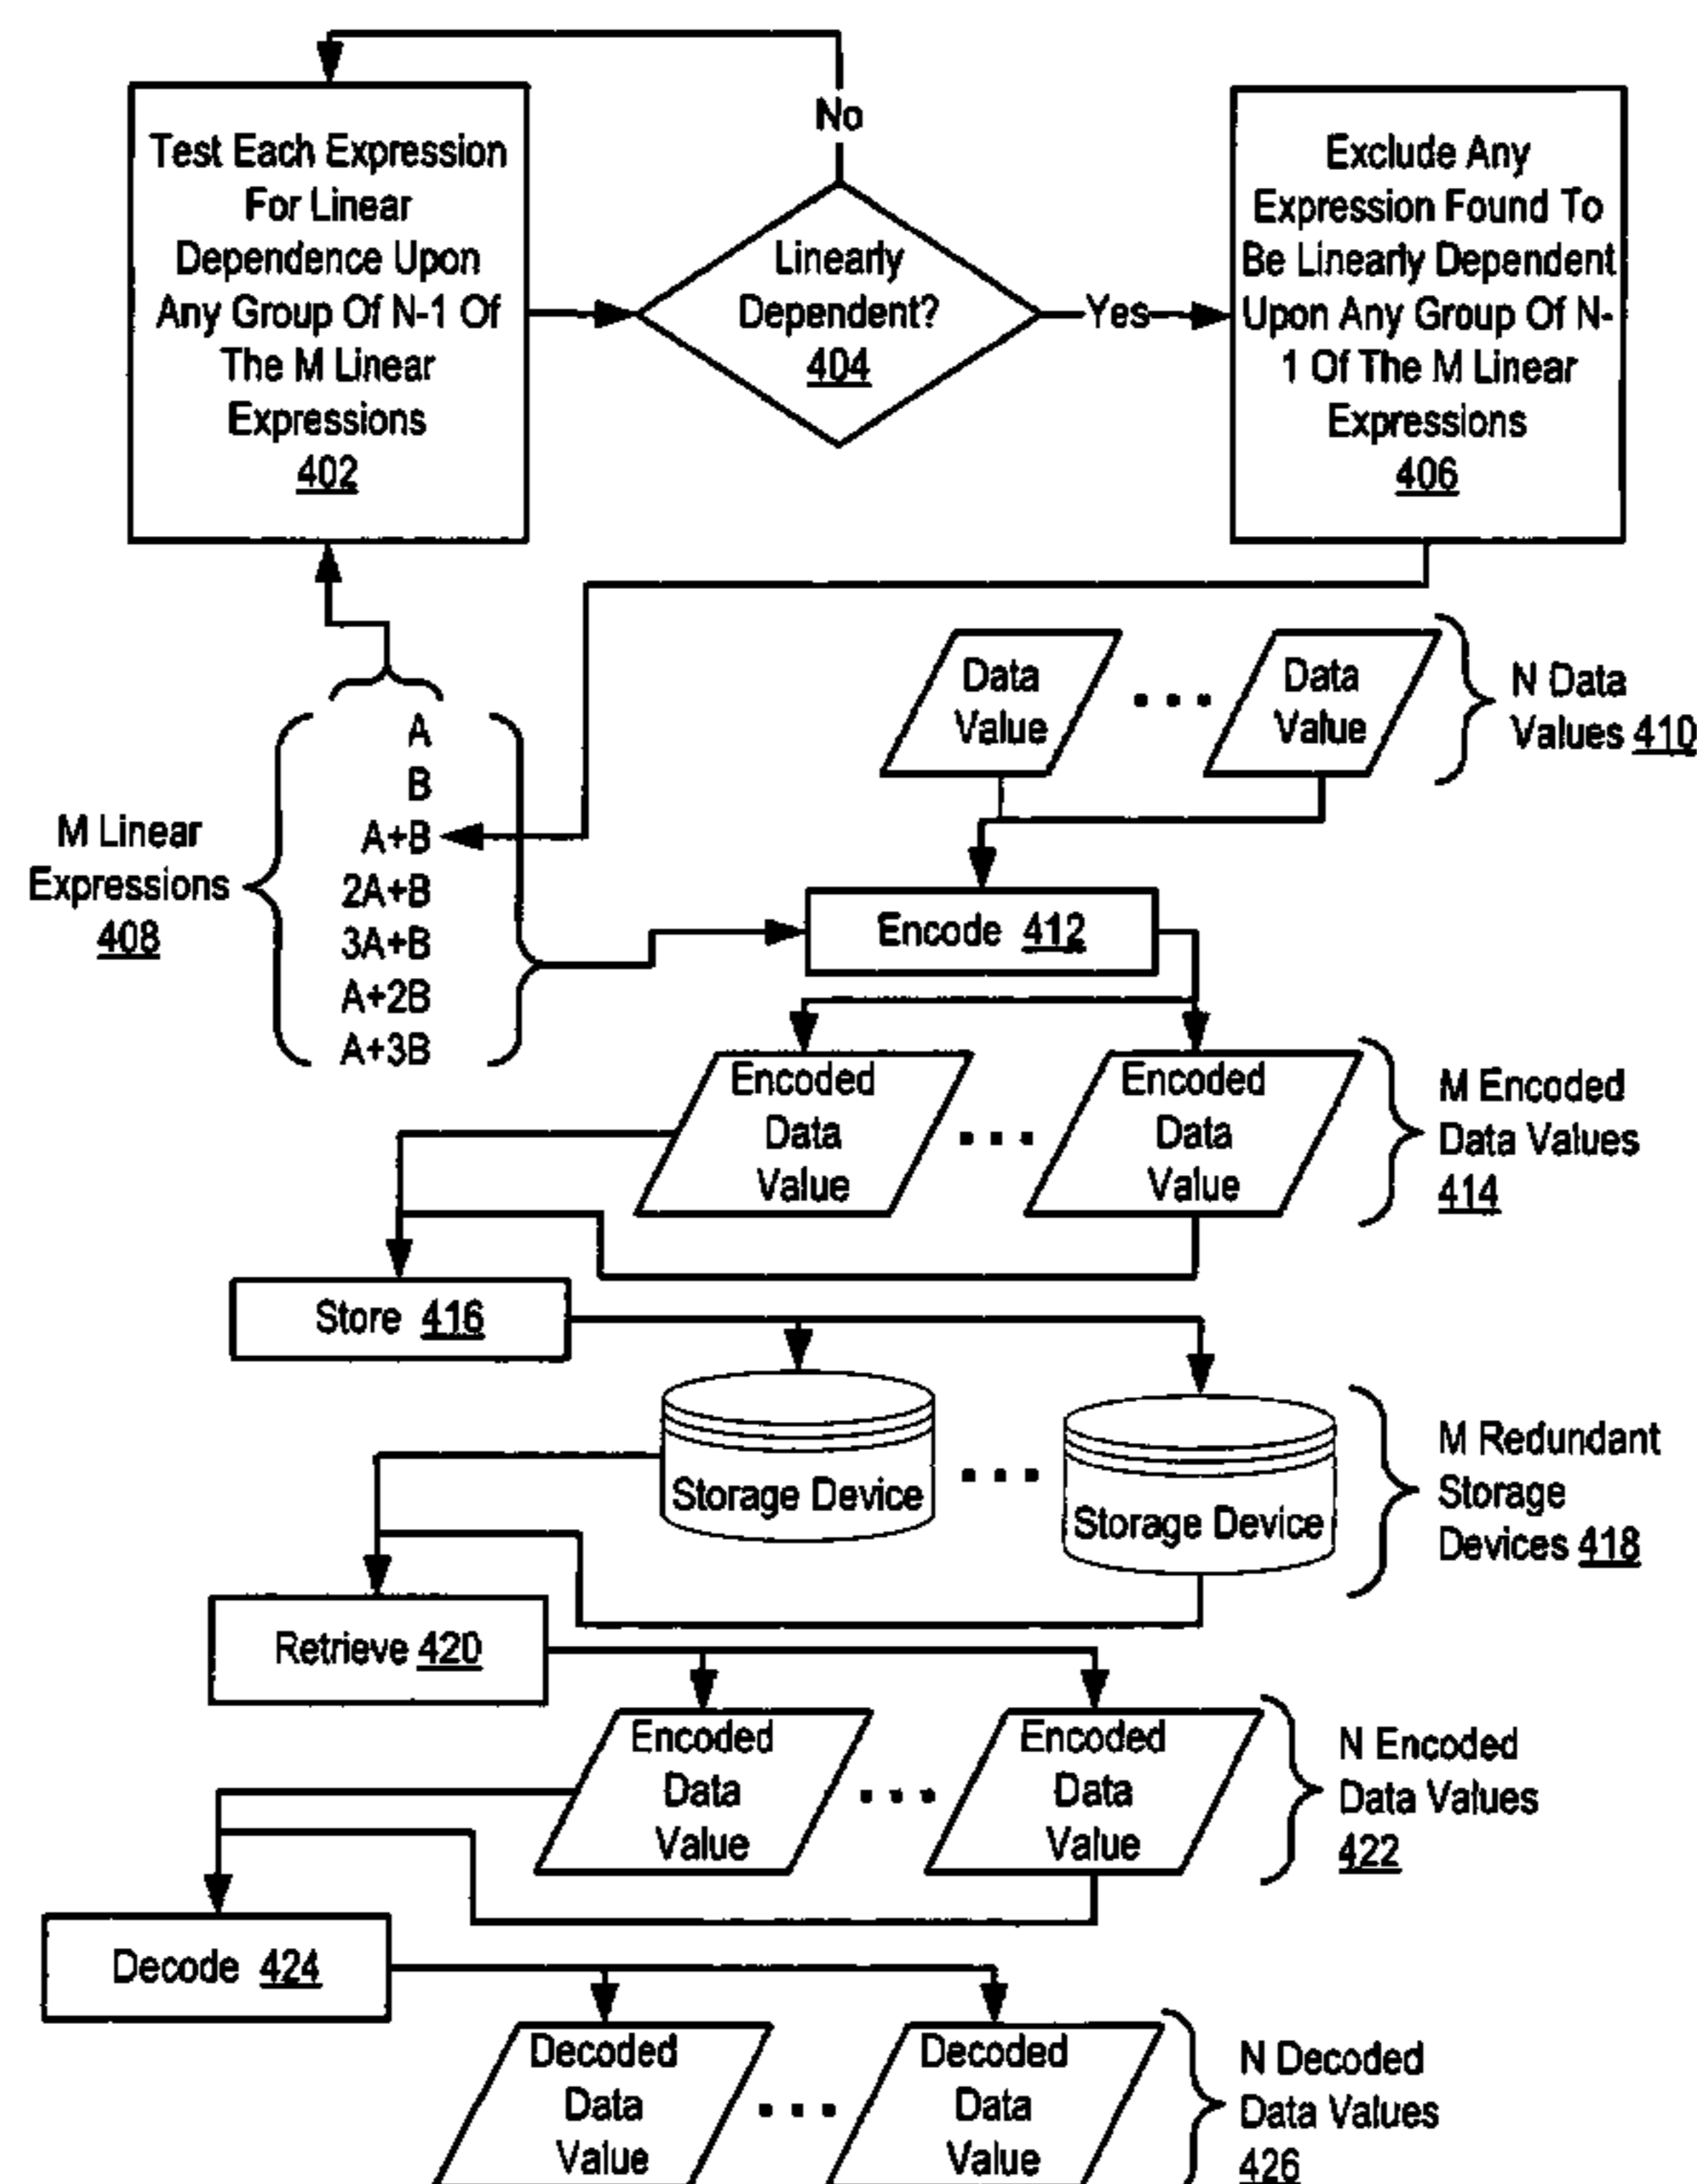 No
Test Each Expression
For Linear
Dependence Upon
Any Group Of N-1 Of
The M Linear
Expressions
402
Linearly
Dependent?
404
Yes
Exclude Any
Expression Found To
Be Linearly Dependent
Upon Any Group Of N-
1 Of The M Linear
Expressions
406
M Linear
Expressions
408
A
B
A+B
2A+B
3A+B
A+2B
A+3B
Data
Value
Data
Value
N Data
Values 410
Encode 412
Encoded
Data
Value
Encoded
Data
Value
M Encoded
Data Values
414
Store 416
Storage Device
Storage Device
M Redundant
Storage
Devices 418
Retrieve 420
Encoded
Data
Value
Encoded
Data
Value
N Encoded
Data Values
422
Decode 424
Decoded
Data
Value
Decoded
Data
Value
N Decoded
Data Values
426